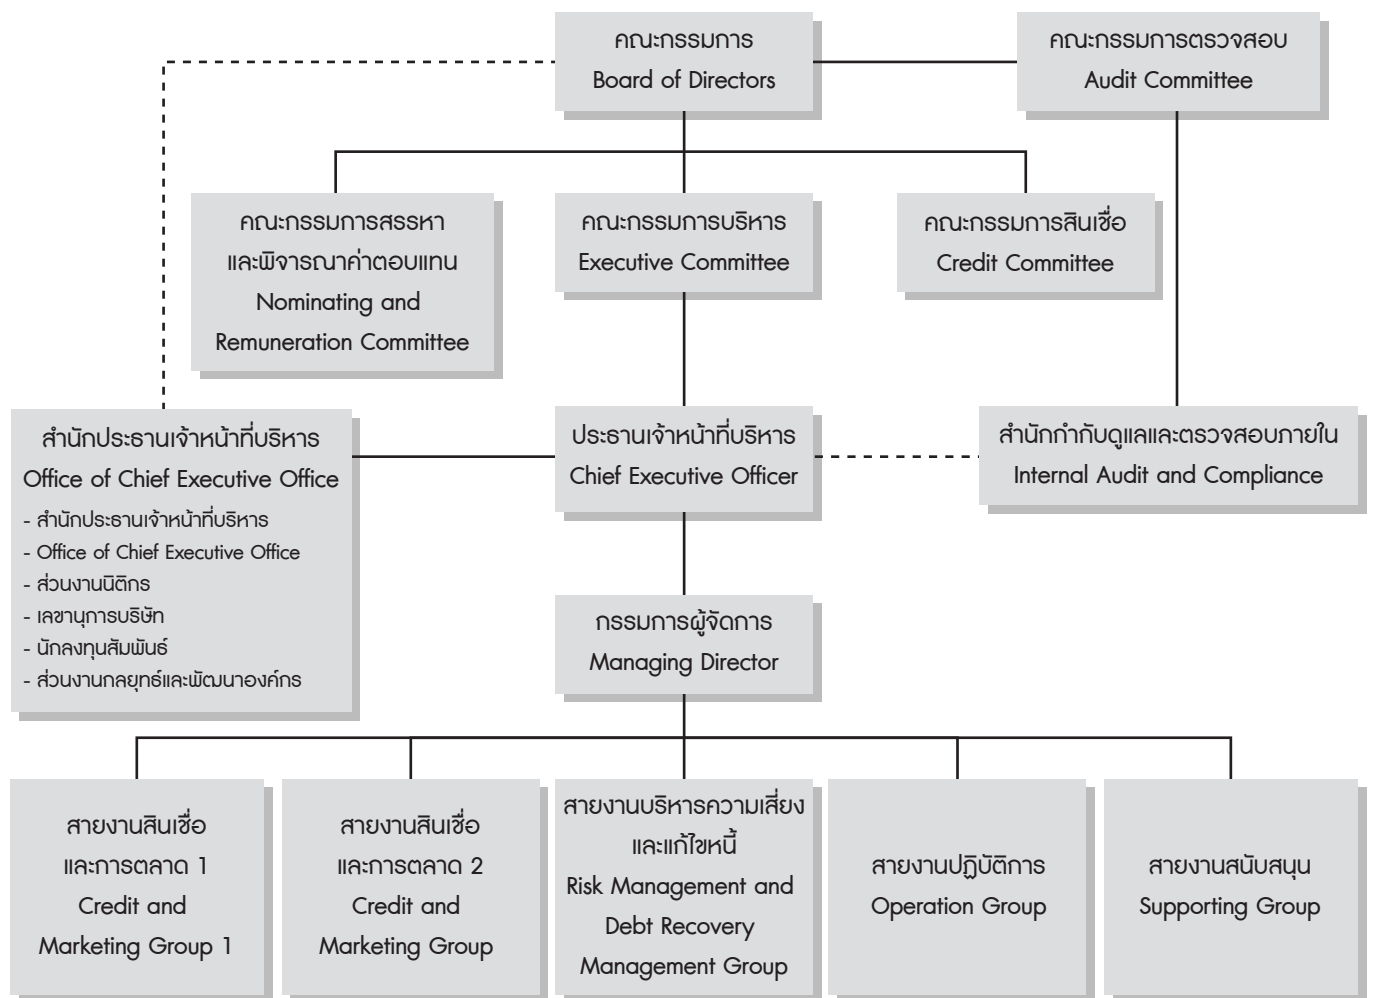 คณะกรรมการ
Board of Directors
คณะกรรมการตรวจสอบ
Audit Committee
คณะกรรมการสรรหา
และพิจารณาค่าตอบแทน
Nominating and
Remuneration Committee
คณะกรรมการบริหาร
Executive Committee
คณะกรรมการสินเชื่อ
Credit Committee
สำนักประธานเจ้าหน้าที่บริหาร
Office of Chief Executive Office
- สำนักประธานเจ้าหน้าที่บริหาร
- Office of Chief Executive Office
- ส่วนงานนิติกร
- เลขานุการบริษัท
- นักลงทุนสัมพันธ์
- ส่วนงานกลยุทธ์และพัฒนาองค์กร
ประธานเจ้าหน้าที่บริหาร
Chief Executive Officer
สำนักกำกับดูแลและตรวจสอบภายใน
Internal Audit and Compliance
กรรมการผู้จัดการ
Managing Director
สายงานสินเชื่อ
และการตลาด 1
Credit and
Marketing Group 1
สายงานสินเชื่อ
และการตลาด 2
Credit and
Marketing Group
สายงานบริหารความเสี่ยง
และแก้ไขหนี้
Risk Management and
Debt Recovery
Management Group
สายงานปฏิบัติการ
Operation Group
สายงานสนับสนุน
Supporting Group